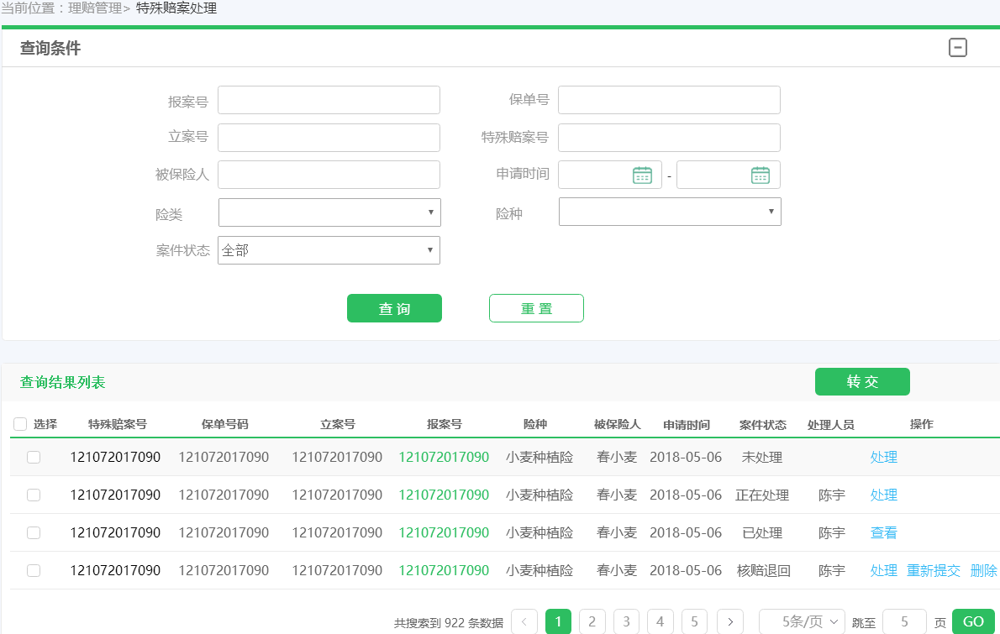 当前位置：理赔管理> 特殊赔案处理
查询条件
报案号 保单号
立案号 特殊赔案号
被保险人 申请时间 -
险类 险种
案件状态 全部
查 询 重 置
查询结果列表 转 交
选择 特殊赔案号 保单号码 立案号 报案号 险种 被保险人 申请时间 案件状态 处理人员 操作
121072017090 121072017090 121072017090 121072017090 小麦种植险 春小麦 2018-05-06 未处理 处理
121072017090 121072017090 121072017090 121072017090 小麦种植险 春小麦 2018-05-06 正在处理 陈宇 处理
121072017090 121072017090 121072017090 121072017090 小麦种植险 春小麦 2018-05-06 已处理 陈宇 查看
121072017090 121072017090 121072017090 121072017090 小麦种植险 春小麦 2018-05-06 核赔退回 陈宇 处理 重新提交 删除
共搜索到 922 条数据 < 1 2 3 4 5 > 5条/页 跳至 5 页 GO